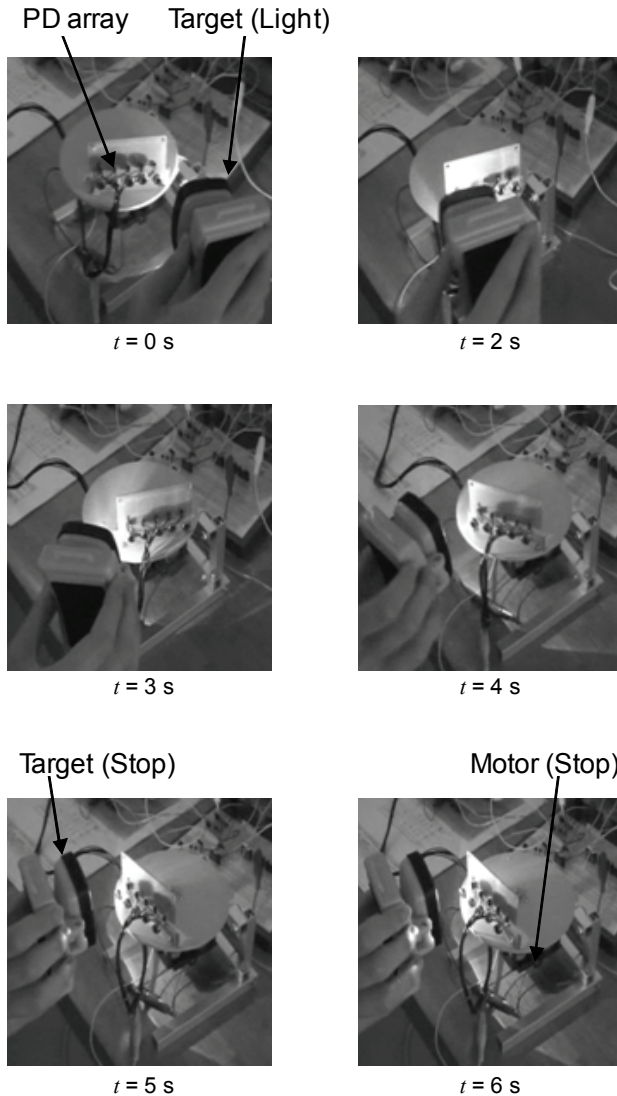 PD array Target (Light)
t = 0 s t = 2 s
t = 3 s t = 4 s
Target (Stop) Motor (Stop)
t = 5 s t = 6 s